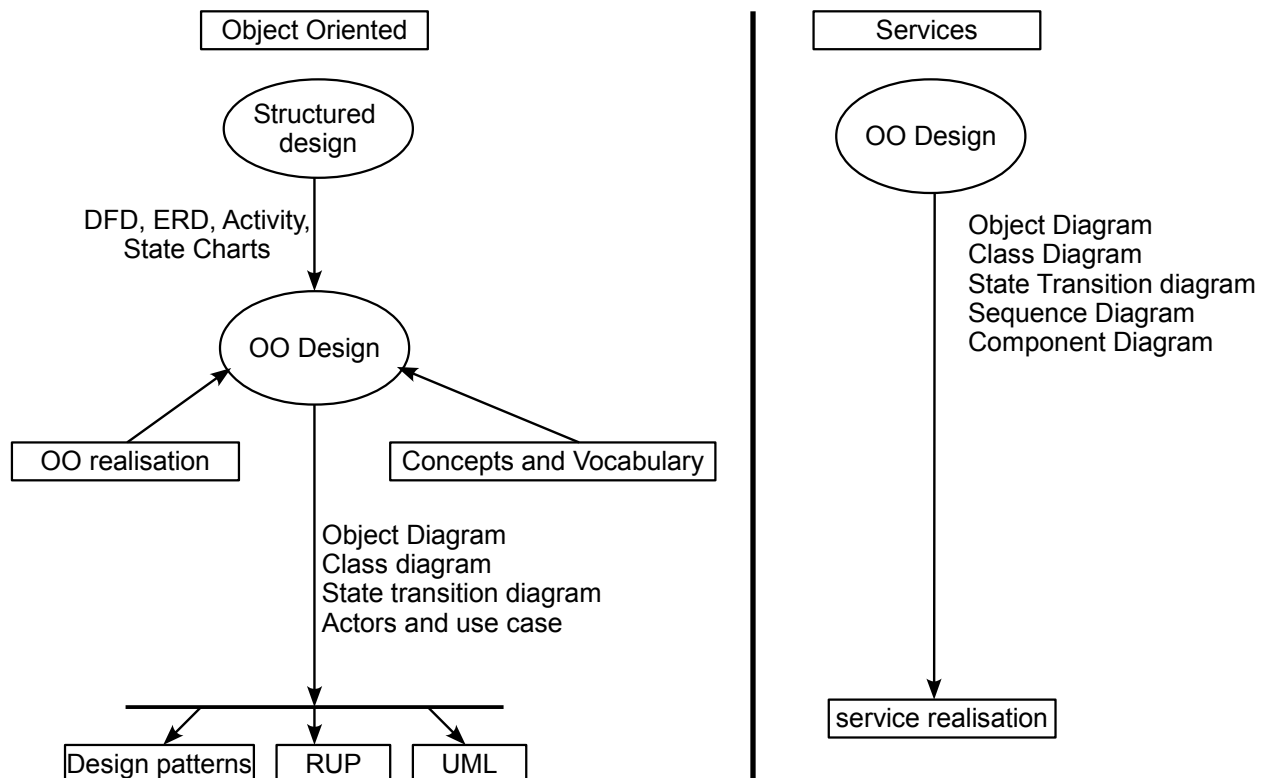 Object Oriented
Structured
design
DFD, ERD, Activity,
State Charts
OO Design
OO realisation
Concepts and Vocabulary
Object Diagram
Class diagram
State transition diagram
Actors and use case
Design patterns
RUP
UML
Services
OO Design
Object Diagram
Class Diagram
State Transition diagram
Sequence Diagram
Component Diagram
service realisation